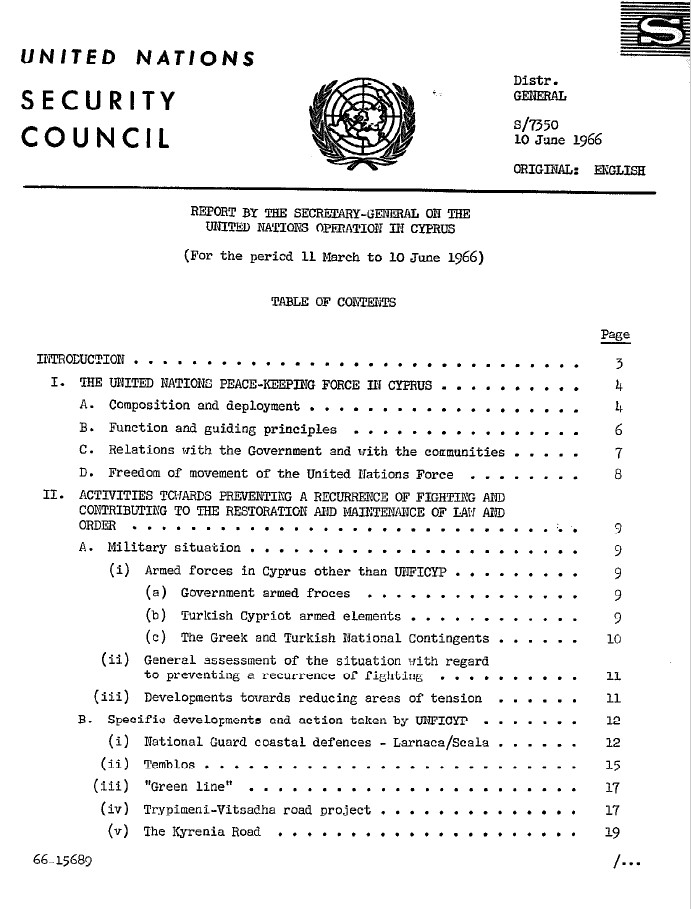 S
UNITED NATIONS
SECURITY
COUNCIL
Distr.
GENERAL
S/7350
10 June 1966
ORIGINAL: ENGLISH
REPORT BY THE SECRETARY-GENERAL ON THE
UNITED NATIONS OPERATION IN CYPRUS
(For the period 11 March to 10 June 1966)
TABLE OF CONTENTS
Page
INTRODUCTION . . . . . . . . . . . . . . . . . . . . . . . . . . . . . . 3
I. THE UNITED NATIONS PEACE-KEEPING FORCE IN CYPRUS . . . . . . . . . . 4
A. Composition and deployment . . . . . . . . . . . . . . . . . . . 4
B. Function and guiding principles . . . . . . . . . . . . . . . . 6
C. Relations with the Government and with the communities . . . . . 7
D. Freedom of movement of the United Nations Force . . . . . . . . 8
II. ACTIVITIES TOWARDS PREVENTING A RECURRENCE OF FIGHTING AND
CONTRIBUTING TO THE RESTORATION AND MAINTENANCE OF LAW AND
ORDER . . . . . . . . . . . . . . . . . . . . . . . . . . . . . . 9
A. Military situation . . . . . . . . . . . . . . . . . . . . . . . 9
(i) Armed forces in Cyprus other than UNFICYP . . . . . . . . . 9
(a) Government armed froces . . . . . . . . . . . . . . . 9
(b) Turkish Cypriot armed elements . . . . . . . . . . . . 9
(c) The Greek and Turkish National Contingents . . . . . . 10
(ii) General assessment of the situation with regard
to preventing a recurrence of fighting . . . . . . . . . . 11
(iii) Developments towards reducing areas of tension . . . . . . 11
B. Specific developments and action taken by UNFICYP . . . . . . . 12
(i) National Guard coastal defences - Larnaca/Scala . . . . . . 12
(ii) Temblos . . . . . . . . . . . . . . . . . . . . . . . . . 15
(iii) "Green line" . . . . . . . . . . . . . . . . . . . . . . . 17
(iv) Trypimeni-Vitsadha road project . . . . . . . . . . . . . . 17
(v) The Kyrenia Road . . . . . . . . . . . . . . . . . . . . . 19
66-15689
/...